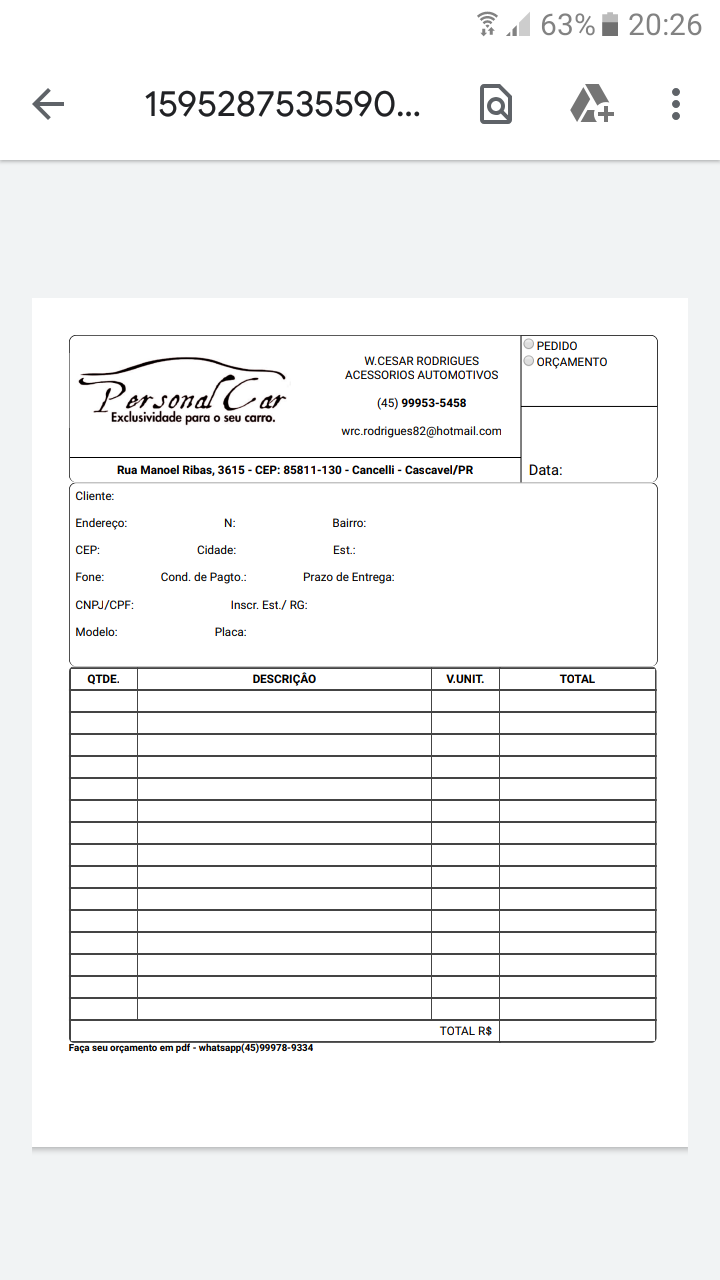 63% 20:26
1595287535590...
Personal Car
Exclusividade para o seu carro.
W.CESAR RODRIGUES
ACESSORIOS AUTOMOTIVOS
(45) 99953-5458
wrc.rodrigues82@hotmail.com
Rua Manoel Ribas, 3615 - CEP: 85811-130 - Cancelli - Cascavel/PR
PEDIDO
ORÇAMENTO
Data:
Cliente:
Endereço: N: Bairro:
CEP: Cidade: Est.:
Fone: Cond. de Pagto.: Prazo de Entrega:
CNPJ/CPF: Inscr. Est./ RG:
Modelo: Placa:
QTDE. DESCRIÇÂO V.UNIT. TOTAL
TOTAL R$
Faça seu orçamento em pdf - whatsapp(45)99978-9334